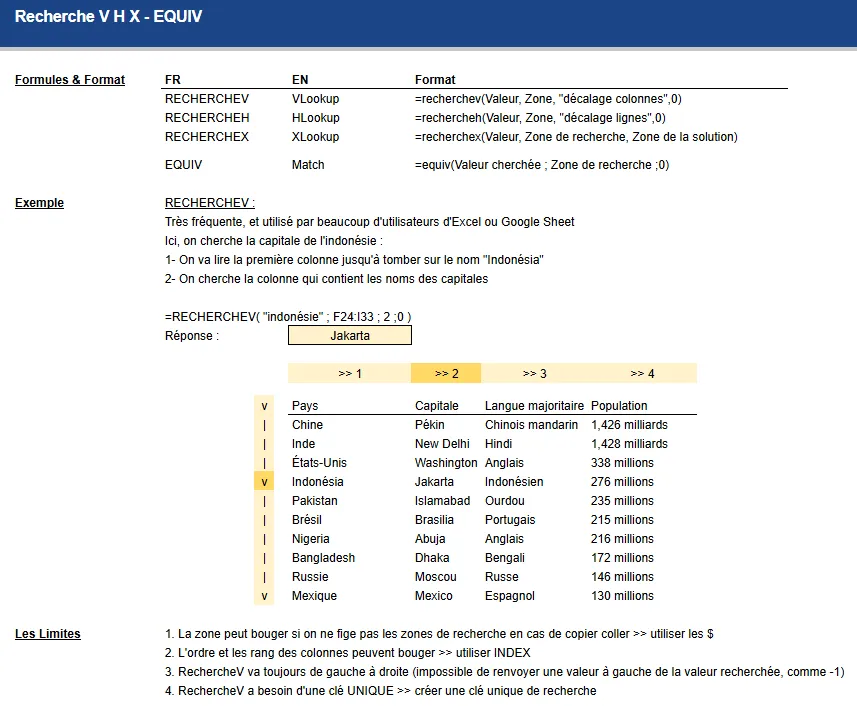 Recherche V H X - EQUIV
Formules & Format FR EN Format
RECHERCHEV VLookup =recherchev(Valeur, Zone, "décalage colonnes",0)
RECHERCHEH HLookup =rechercheh(Valeur, Zone, "décalage lignes",0)
RECHERCHEX XLookup =recherchex(Valeur, Zone de recherche, Zone de la solution)
EQUIV Match =equiv(Valeur cherchée ; Zone de recherche ;0)
Exemple RECHERCHEV :
Très fréquente, et utilisé par beaucoup d'utilisateurs d'Excel ou Google Sheet
Ici, on cherche la capitale de l'indonésie :
1- On va lire la première colonne jusqu'à tomber sur le nom "Indonésia"
2- On cherche la colonne qui contient les noms des capitales
=RECHERCHEV( "indonésie" ; F24:I33 ; 2 ;0 )
Réponse : Jakarta
>> 1 >> 2 >> 3 >> 4
v Pays Capitale Langue majoritaire Population
| Chine Pékin Chinois mandarin 1,426 milliards
| Inde New Delhi Hindi 1,428 milliards
| États-Unis Washington Anglais 338 millions
v Indonésia Jakarta Indonésien 276 millions
| Pakistan Islamabad Ourdou 235 millions
| Brésil Brasilia Portugais 215 millions
| Nigeria Abuja Anglais 216 millions
| Bangladesh Dhaka Bengali 172 millions
| Russie Moscou Russe 146 millions
v Mexique Mexico Espagnol 130 millions
Les Limites 1. La zone peut bouger si on ne fige pas les zones de recherche en cas de copier coller >> utiliser les $
2. L'ordre et les rang des colonnes peuvent bouger >> utiliser INDEX
3. RechercheV va toujours de gauche à droite (impossible de renvoyer une valeur à gauche de la valeur recherchée, comme -1)
4. RechercheV a besoin d'une clé UNIQUE >> créer une clé unique de recherche